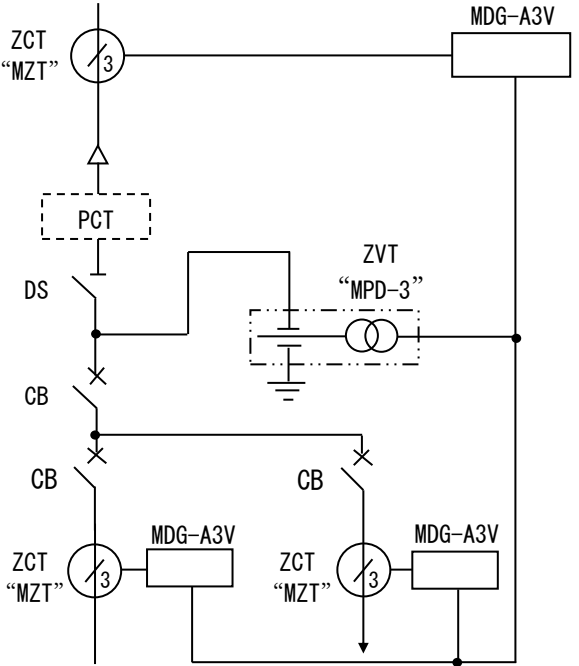 MDG-A3V
ZCT
“MZT”
3
PCT
DS
ZVT
“MPD-3”
CB
CB
CB
MDG-A3V
MDG-A3V
ZCT
“MZT”
3
ZCT
“MZT”
3